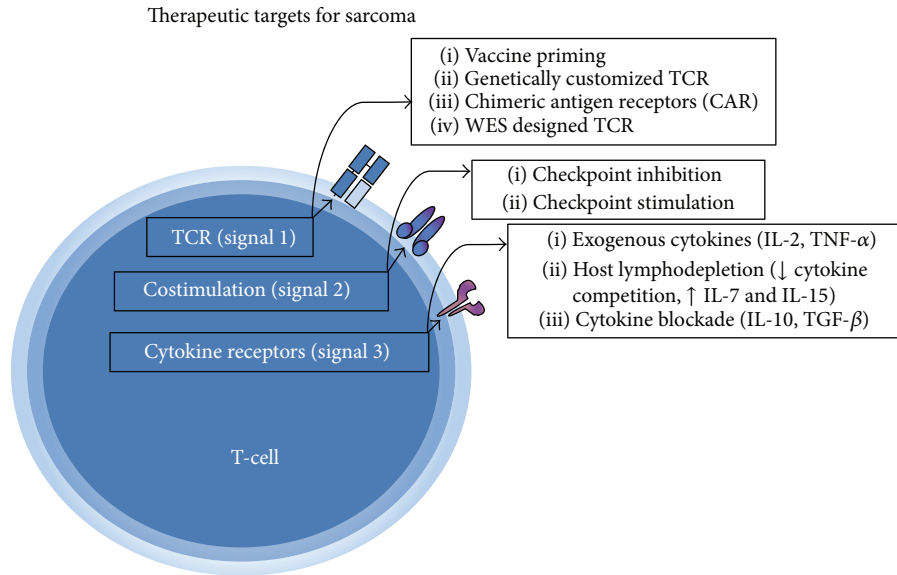 Therapeutic targets for sarcoma
(i) Vaccine priming
(ii) Genetically customized TCR
(iii) Chimeric antigen receptors (CAR)
(iv) WES designed TCR
(i) Checkpoint inhibition
(ii) Checkpoint stimulation
(i) Exogenous cytokines (IL-2, TNF-α)
(ii) Host lymphodepletion (↓ cytokine
competition, ↑ IL-7 and IL-15)
(iii) Cytokine blockade (IL-10, TGF-β)
TCR (signal 1)
Costimulation (signal 2)
Cytokine receptors (signal 3)
T-cell